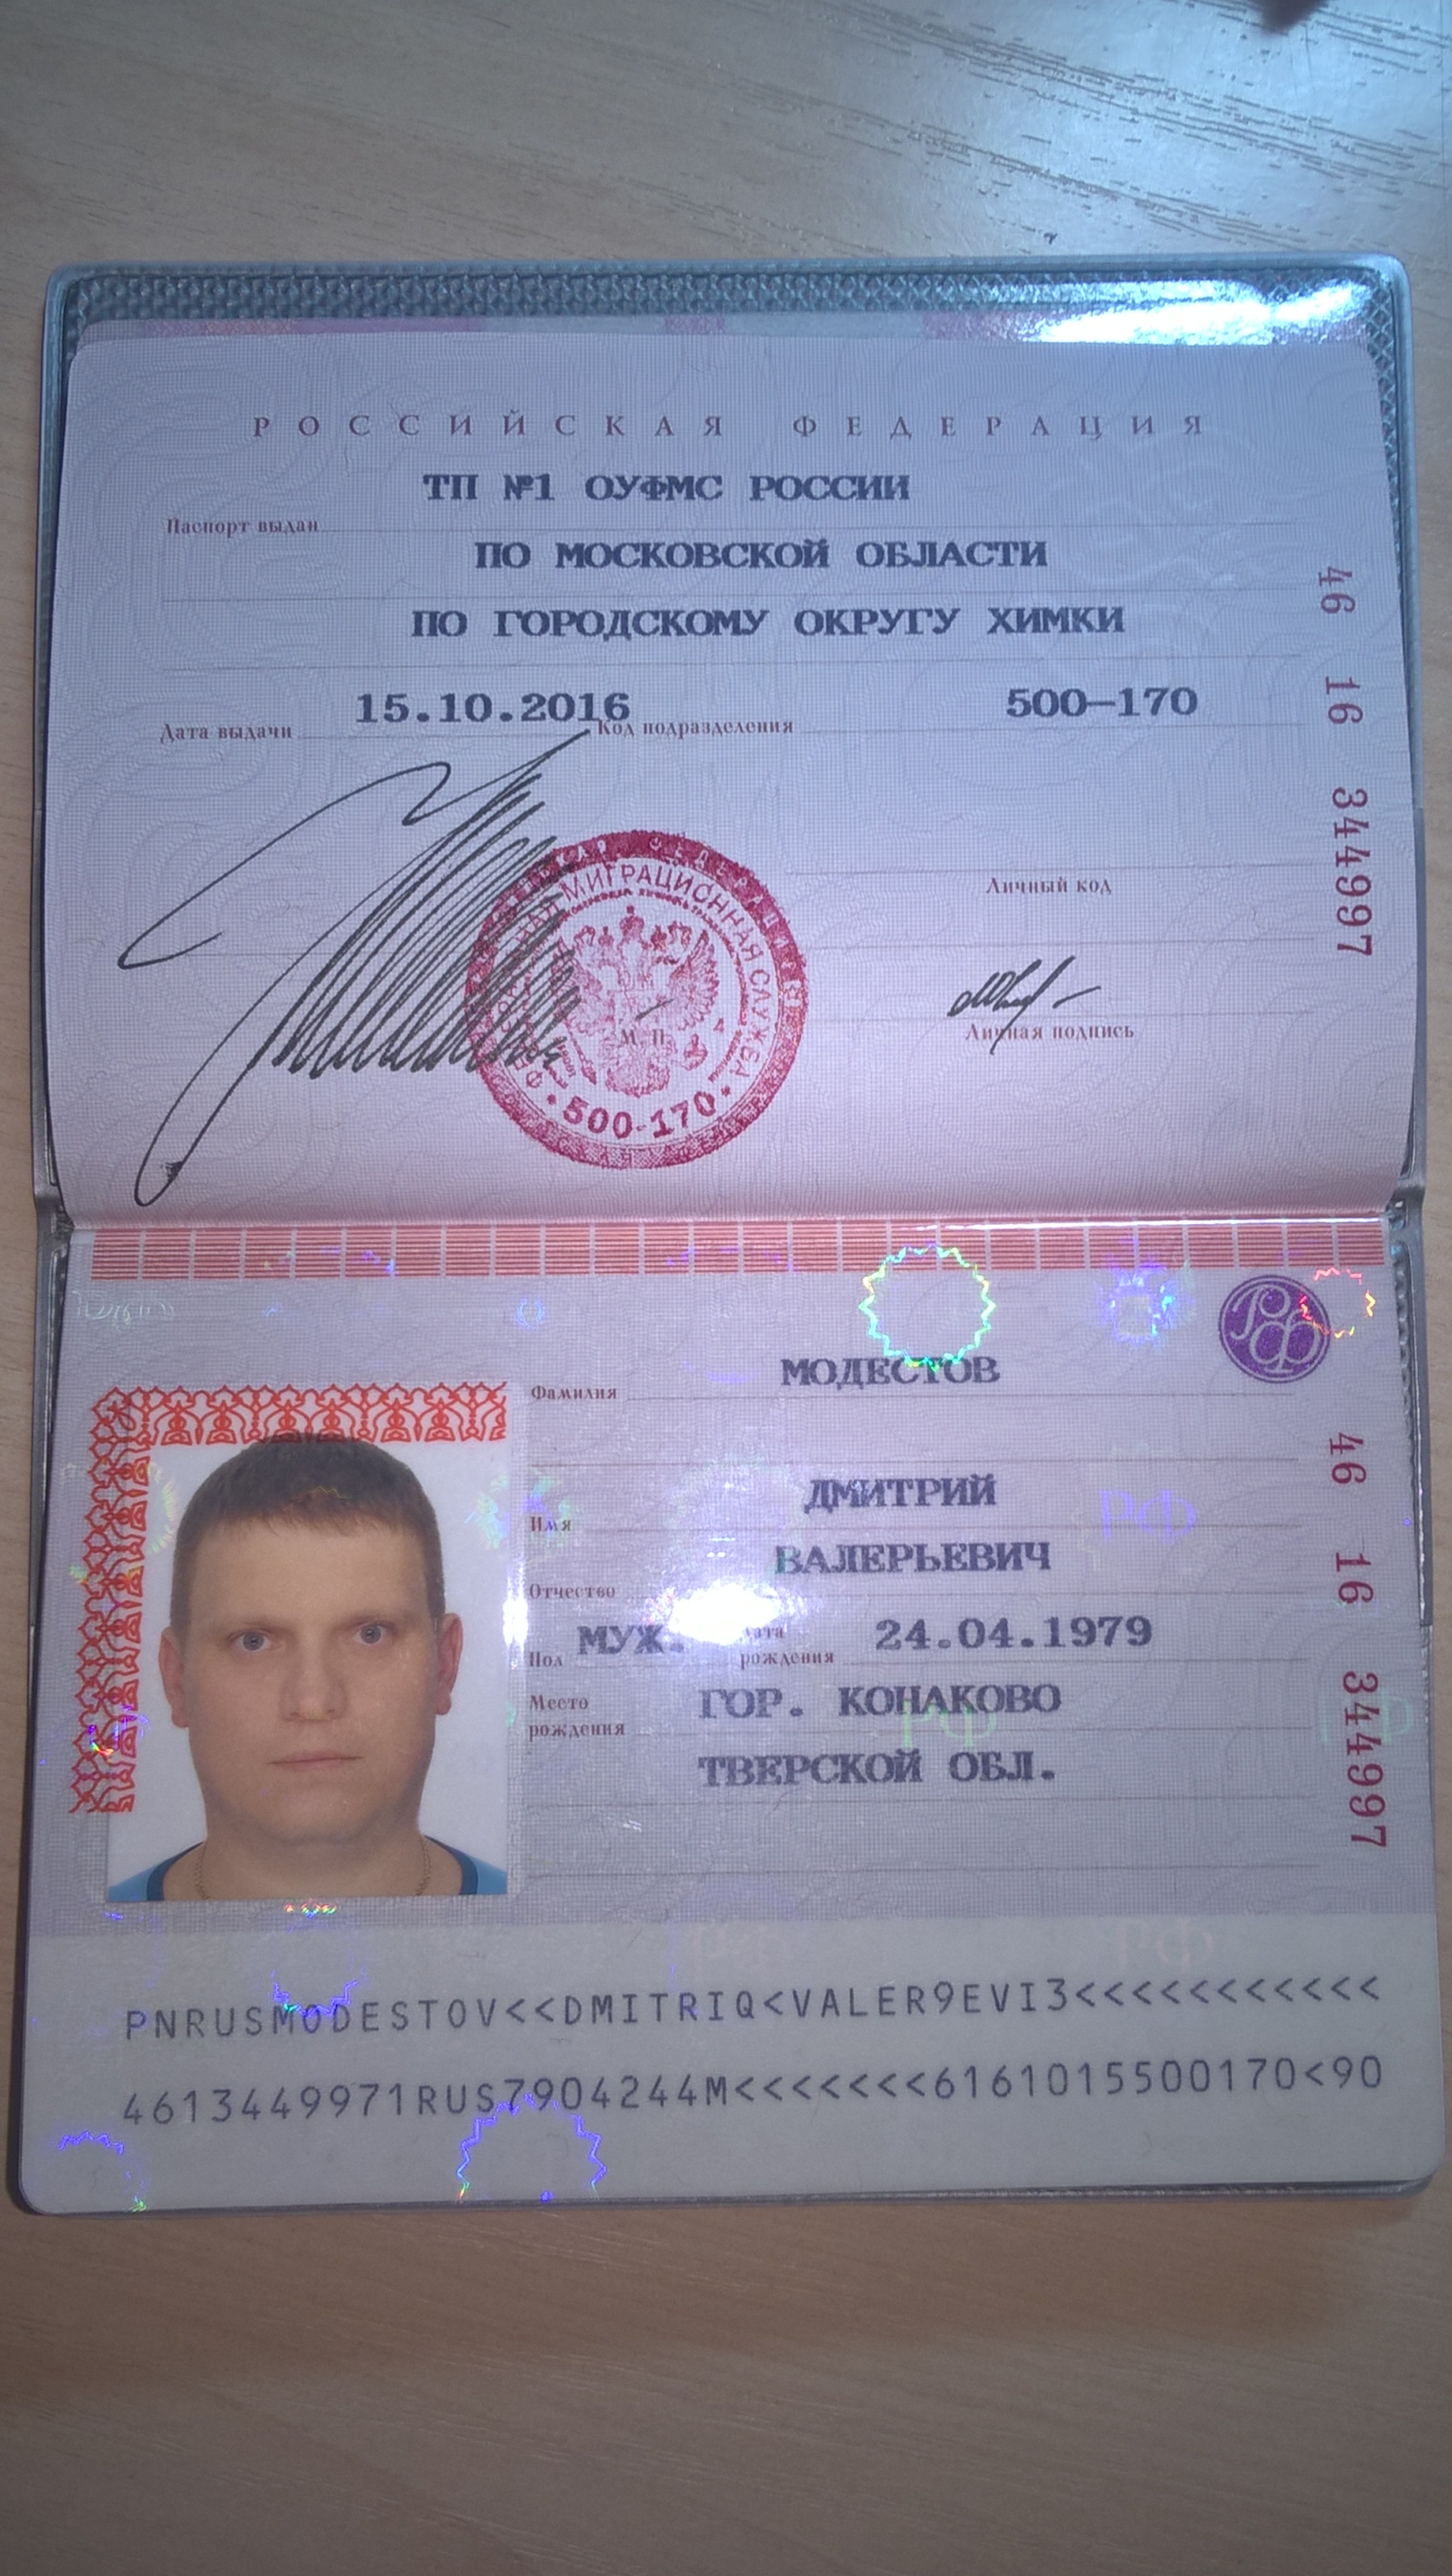 РОССИЙСКАЯ ФЕДЕРАЦИЯ
ТП №1 ОУФМС РОССИИ
Паспорт выдан
ПО МОСКОВСКОЙ ОБЛАСТИ
ПО ГОРОДСКОМУ ОКРУГУ ХИМКИ
Дата выдачи 15.10.2016 Код подразделения 500-170
46 16 344997
Личный код
МИГРАЦИОННАЯ СЛУЖБА
М. П.
500-170
Личная подпись
РФ
Фамилия МОДЕСТОВ
Имя ДМИТРИЙ
Отчество ВАЛЕРЬЕВИЧ
Пол МУЖ. рождения 24.04.1979
Место рождения ГОР. КОНАКОВО
ТВЕРСКОЙ ОБЛ.
46 16 344997
PNRUSMODESTOV<<DMITRIQ<VALER9EVI3<<<<<<<<<<<
4613449971RUS7904244M<<<<<<<6161015500170<90